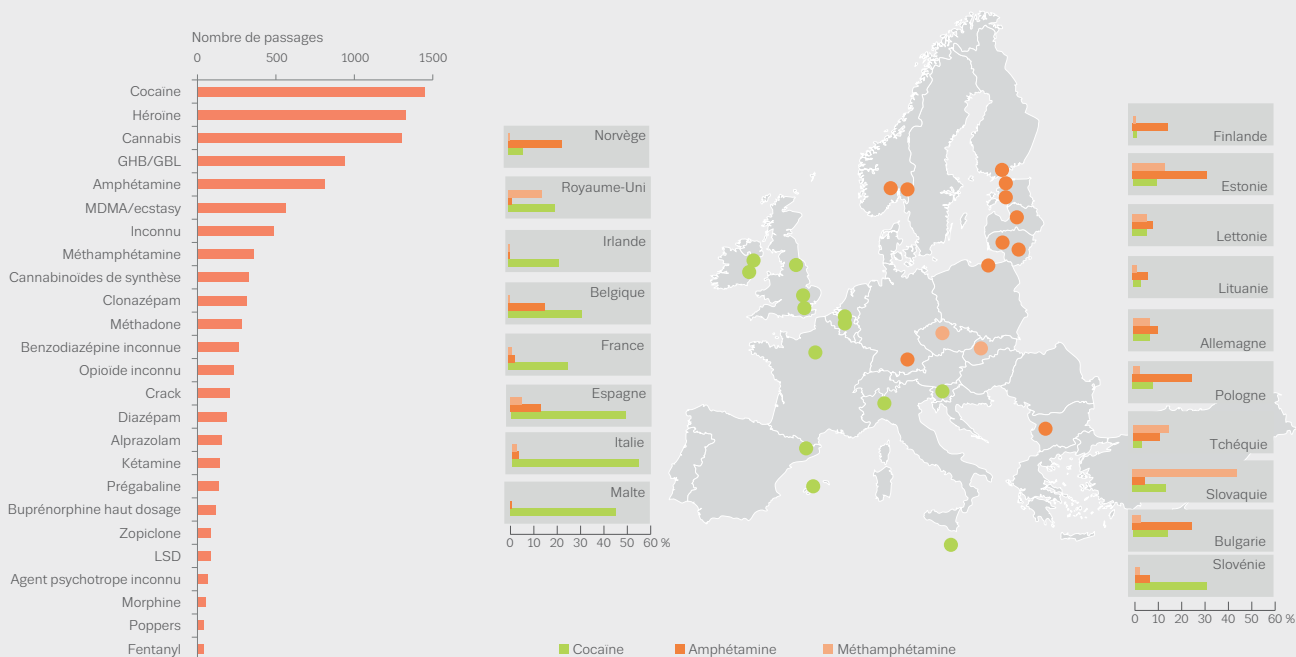 Nombre de passages
0 500 1000 1500
Cocaïne
Héroïne
Cannabis
GHB/GBL
Amphétamine
MDMA/ecstasy
Inconnu
Méthamphétamine
Cannabinoides de synthèse
Clonazépam
Méthadone
Benzodiazépine inconnue
Opioïde inconnu
Crack
Diazépam
Alprazolam
Kétamine
Prégabaline
Buprénorphine haut dosage
Zopiclone
LSD
Agent psychotrope inconnu
Morphine
Poppers
Fentanyl
Norvège
Royaume-Uni
Irlande
Belgique
France
Espagne
Italie
Malte
0 10 20 30 40 50 60 %
Finlande
Estonie
Lettonie
Lituanie
Allemagne
Pologne
Tchéquie
Slovaquie
Bulgarie
Slovénie
0 10 20 30 40 50 60 %
Cocaïne Amphétamine Méthamphétamine